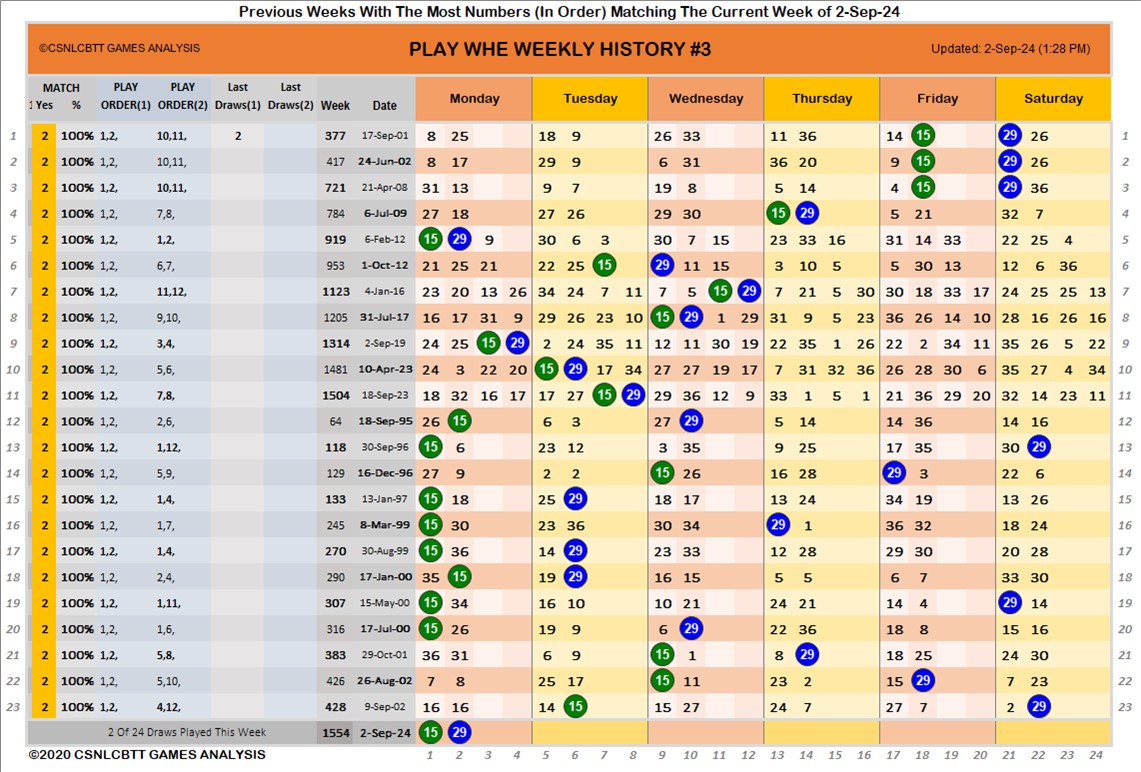 Previous Weeks With The Most Numbers (In Order) Matching The Current Week of 2-Sep-24
©CSNLCBTT GAMES ANALYSIS PLAY WHE WEEKLY HISTORY #3 Updated: 2-Sep-24 (1:28 PM)
MATCH PLAY PLAY Last Last
1 Yes % ORDER(1) ORDER(2) Draws(1) Draws(2) Week Date Monday Tuesday Wednesday Thursday Friday Saturday
1 2 100% 1,2, 10,11, 2 377 17-Sep-01 8 25 18 9 26 33 11 36 14 15 29 26 1
2 2 100% 1,2, 10,11, 417 24-Jun-02 8 17 29 9 6 31 36 20 9 15 29 26 2
3 2 100% 1,2, 10,11, 721 21-Apr-08 31 13 9 7 19 8 5 14 4 15 29 36 3
4 2 100% 1,2, 7,8, 784 6-Jul-09 27 18 27 26 29 30 15 29 5 21 32 7 4
5 2 100% 1,2, 1,2, 919 6-Feb-12 15 29 9 30 6 3 30 7 15 23 33 16 31 14 33 22 25 4 5
6 2 100% 1,2, 6,7, 953 1-Oct-12 21 25 21 22 25 15 29 11 15 3 10 5 5 30 13 12 6 36 6
7 2 100% 1,2, 11,12, 1123 4-Jan-16 23 20 13 26 34 24 7 11 7 5 15 29 7 21 5 30 30 18 33 17 24 25 25 13 7
8 2 100% 1,2, 9,10, 1205 31-Jul-17 16 17 31 9 29 26 23 10 15 29 1 29 31 9 5 23 36 26 14 10 28 16 26 16 8
9 2 100% 1,2, 3,4, 1314 2-Sep-19 24 25 15 29 2 24 35 11 12 11 30 19 22 35 1 26 22 2 34 11 35 26 5 22 9
10 2 100% 1,2, 5,6, 1481 10-Apr-23 24 3 22 20 15 29 17 34 27 27 19 17 7 31 32 36 26 28 30 6 35 27 4 34 10
11 2 100% 1,2, 7,8, 1504 18-Sep-23 18 32 16 17 17 27 15 29 29 36 12 9 33 1 5 1 21 36 29 20 32 14 23 11 11
12 2 100% 1,2, 2,6, 64 18-Sep-95 26 15 6 3 27 29 5 14 14 36 14 16 12
13 2 100% 1,2, 1,12, 118 30-Sep-96 15 6 23 12 3 35 9 25 17 35 30 29 13
14 2 100% 1,2, 5,9, 129 16-Dec-96 27 9 2 2 15 26 16 28 29 3 22 6 14
15 2 100% 1,2, 1,4, 133 13-Jan-97 15 18 25 29 18 17 13 24 34 19 13 26 15
16 2 100% 1,2, 1,7, 245 8-Mar-99 15 30 23 36 30 34 29 1 36 32 18 24 16
17 2 100% 1,2, 1,4, 270 30-Aug-99 15 36 14 29 23 33 12 28 29 30 20 28 17
18 2 100% 1,2, 2,4, 290 17-Jan-00 35 15 19 29 16 15 5 5 6 7 33 30 18
19 2 100% 1,2, 1,11, 307 15-May-00 15 34 16 10 10 21 24 21 14 4 29 14 19
20 2 100% 1,2, 1,6, 316 17-Jul-00 15 26 19 9 6 29 22 36 18 8 15 16 20
21 2 100% 1,2, 5,8, 383 29-Oct-01 36 31 6 9 15 1 8 29 18 25 24 30 21
22 2 100% 1,2, 5,10, 426 26-Aug-02 7 8 25 17 15 11 23 2 15 29 7 23 22
23 2 100% 1,2, 4,12, 428 9-Sep-02 16 16 14 15 15 27 24 7 27 7 2 29 23
2 Of 24 Draws Played This Week 1554 2-Sep-24 15 29
©2020 CSNLCBTT GAMES ANALYSIS 1 2 3 4 5 6 7 8 9 10 11 12 13 14 15 16 17 18 19 20 21 22 23 24